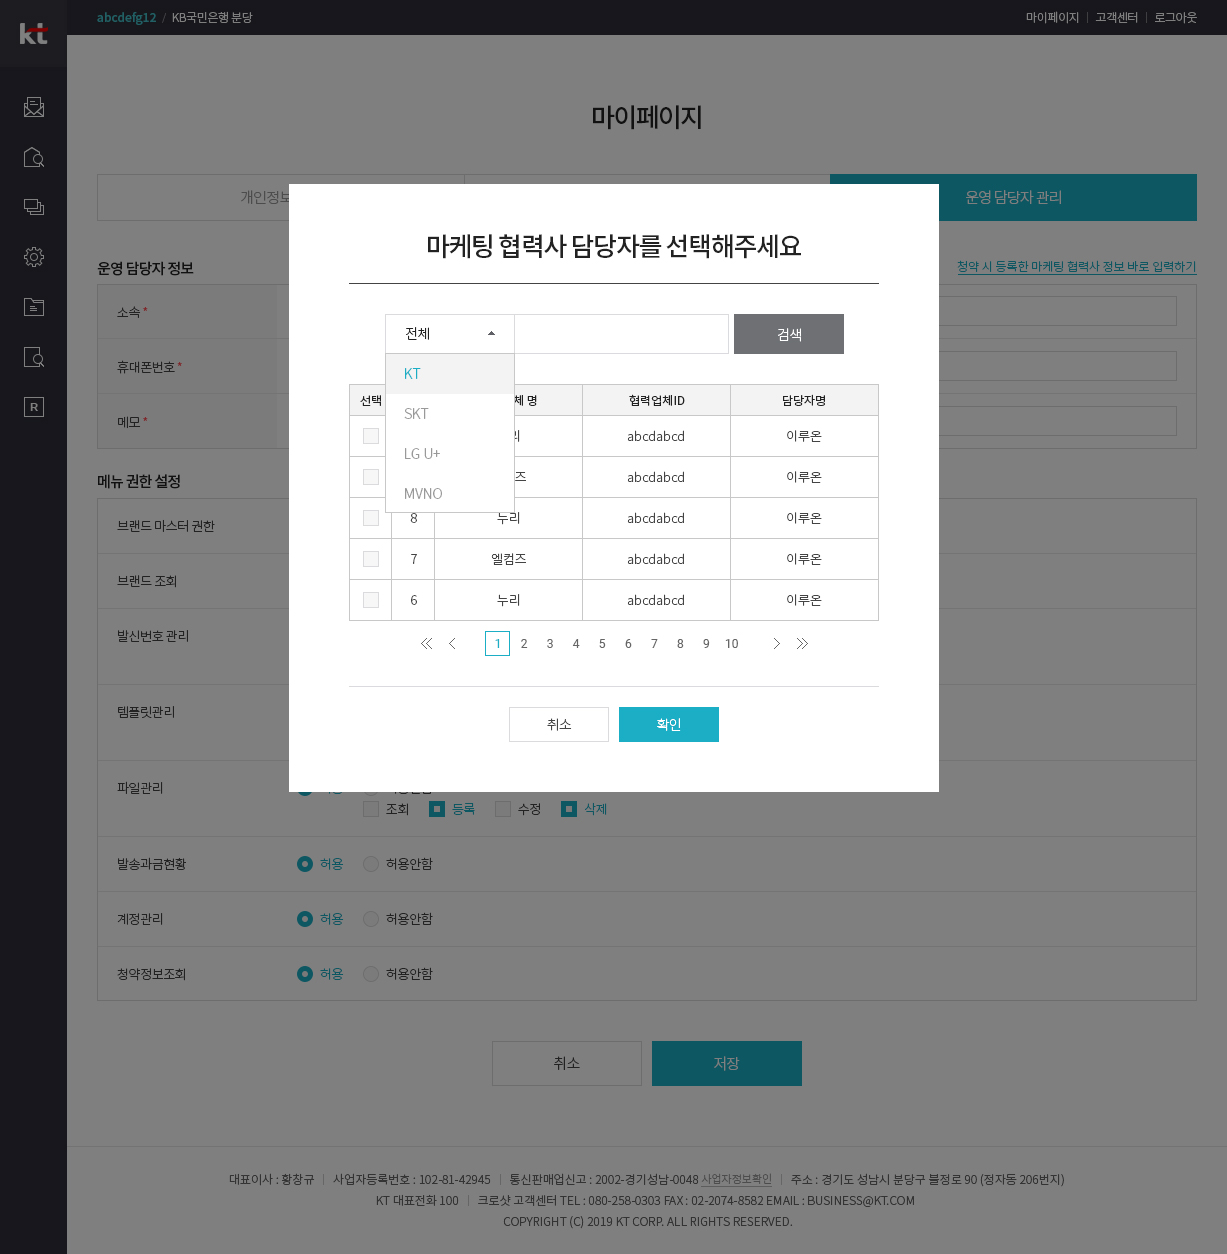 kt
abcdefg12 / KB국민은행 분당
마이페이지 | 고객센터 | 로그아웃
마이페이지
개인정보
운영 담당자 관리
운영 담당자 정보
청약 시 등록한 마케팅 협력사 정보 바로 입력하기
소속 *
휴대폰번호 *
메모 *
메뉴 권한 설정
브랜드 마스터 권한
브랜드 조회
발신번호 관리
템플릿관리
파일관리
조회 등록 수정 삭제
발송과금현황 허용 허용안함
계정관리 허용 허용안함
청약정보조회 허용 허용안함
취소 저장
R
마케팅 협력사 담당자를 선택해주세요
전체 검색
KT
SKT
LG U+
MVNO
선택 체 명 협력업체ID 담당자명
리 abcdabcd 이루온
즈 abcdabcd 이루온
8 누리 abcdabcd 이루온
7 엘컴즈 abcdabcd 이루온
6 누리 abcdabcd 이루온
1 2 3 4 5 6 7 8 9 10
취소 확인
대표이사 : 황창규 | 사업자등록번호 : 102-81-42945 | 통신판매업신고 : 2002-경기성남-0048 사업자정보확인 | 주소 : 경기도 성남시 분당구 불정로 90 (정자동 206번지)
KT 대표전화 100 | 크로샷 고객센터 TEL : 080-258-0303 FAX : 02-2074-8582 EMAIL : BUSINESS@KT.COM
COPYRIGHT (C) 2019 KT CORP. ALL RIGHTS RESERVED.